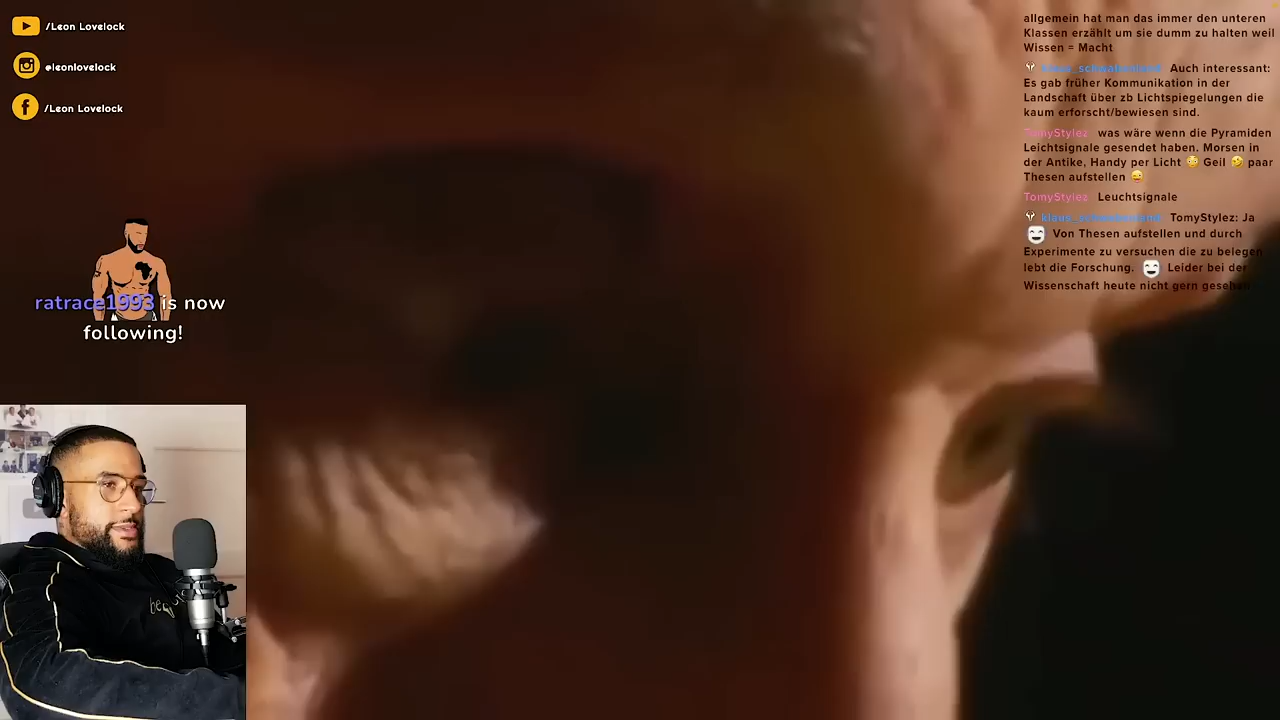 /Leon Lovelock
@leonlovelock
/Leon Lovelock
ratrace1993 is now
following!
allgemein hat man das immer den unteren
Klassen erzählt um sie dumm zu halten weil
Wissen = Macht
Auch interessant:
Es gab früher Kommunikation in der
Landschaft über zb Lichtspiegelungen die
kaum erforscht/bewiesen sind.
TomyStylez was wäre wenn die Pyramiden
Leichtsignale gesendet haben. Morsen in
der Antike, Handy per Licht 😳 Geil 🤣 paar
Thesen aufstellen 😜
TomyStylez Leuchtsignale
TomyStylez: Ja
Von Thesen aufstellen und durch
Experimente zu versuchen die zu belegen
lebt die Forschung. Leider bei der
Wissenschaft heute nicht gern gesehen